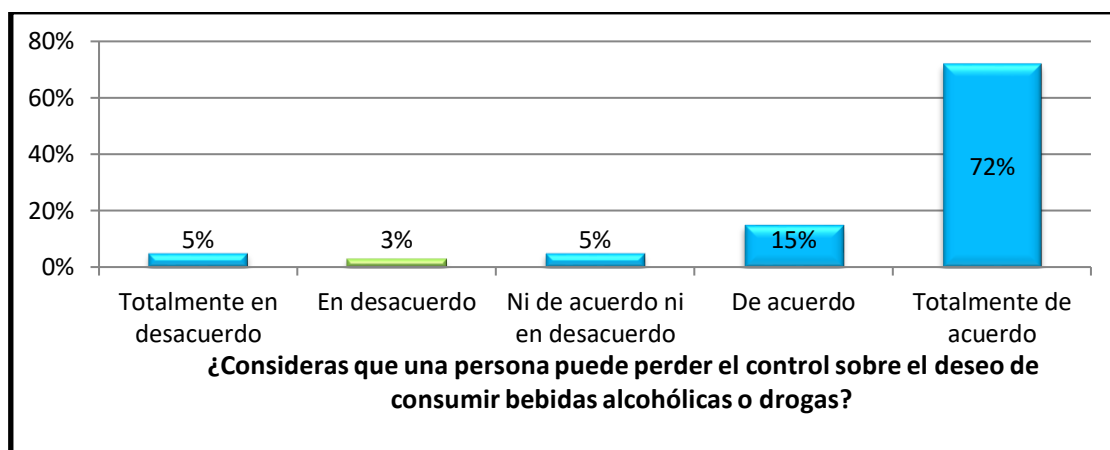 80%
60%
40%
20%
0%
5%
3%
5%
15%
72%
Totalmente en
desacuerdo
En desacuerdo
Ni de acuerdo ni
en desacuerdo
De acuerdo
Totalmente de
acuerdo
¿Consideras que una persona puede perder el control sobre el deseo de
consumir bebidas alcohólicas o drogas?